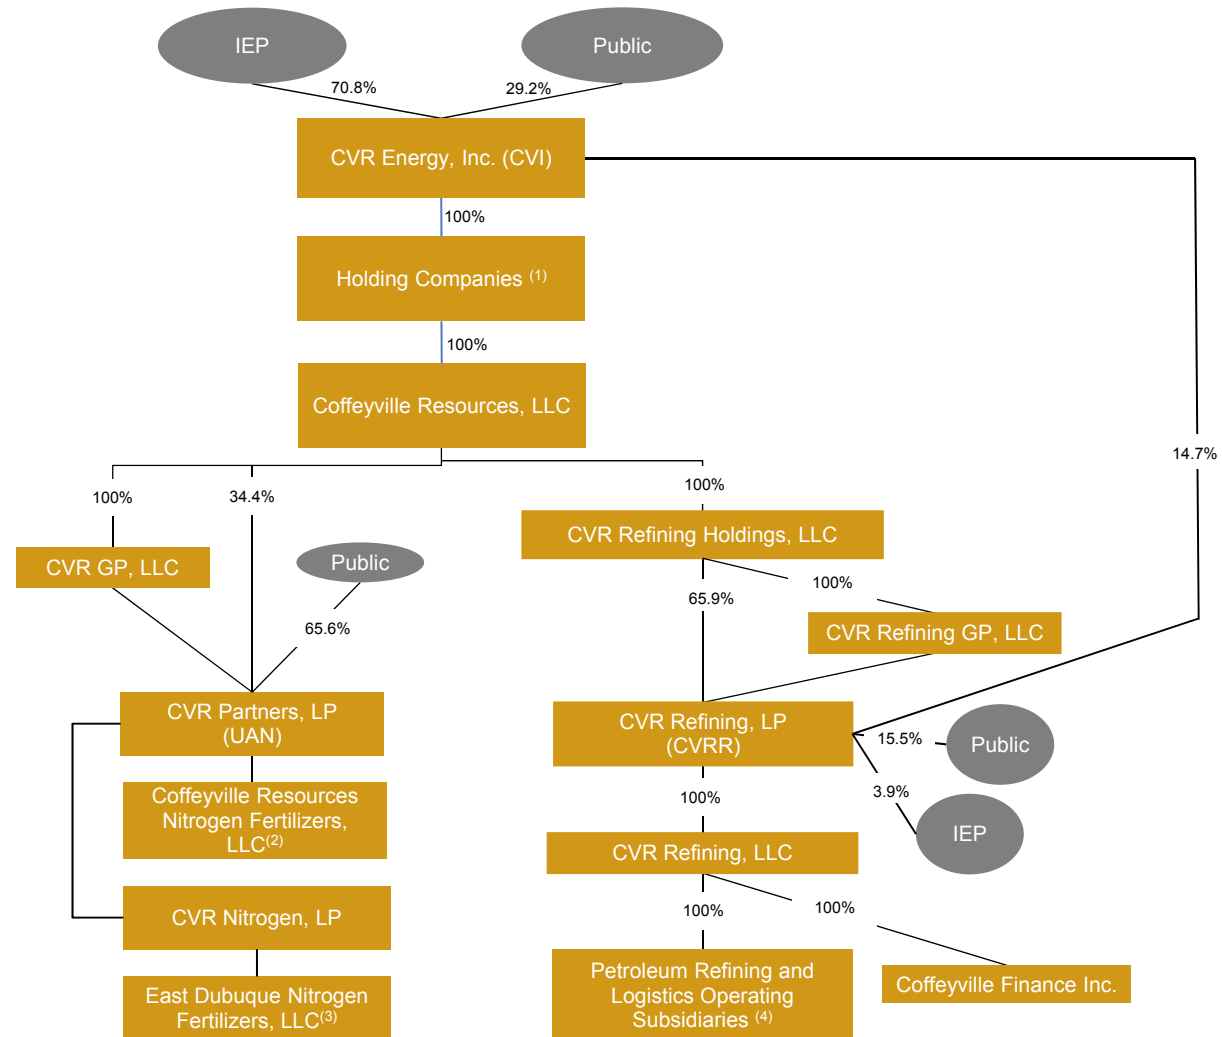 IEP
Public
70.8%
29.2%
CVR Energy, Inc. (CVI)
100%
Holding Companies (1)
100%
Coffeyville Resources, LLC
14.7%
100%
34.4%
100%
CVR Refining Holdings, LLC
CVR GP, LLC
Public
100%
65.9%
65.6%
CVR Refining GP, LLC
CVR Partners, LP
(UAN)
CVR Refining, LP
(CVRR)
15.5%
Public
3.9%
Coffeyville Resources
Nitrogen Fertilizers,
LLC(2)
100%
IEP
CVR Refining, LLC
CVR Nitrogen, LP
100%
100%
East Dubuque Nitrogen
Fertilizers, LLC(3)
Petroleum Refining and
Logistics Operating
Subsidiaries (4)
Coffeyville Finance Inc.